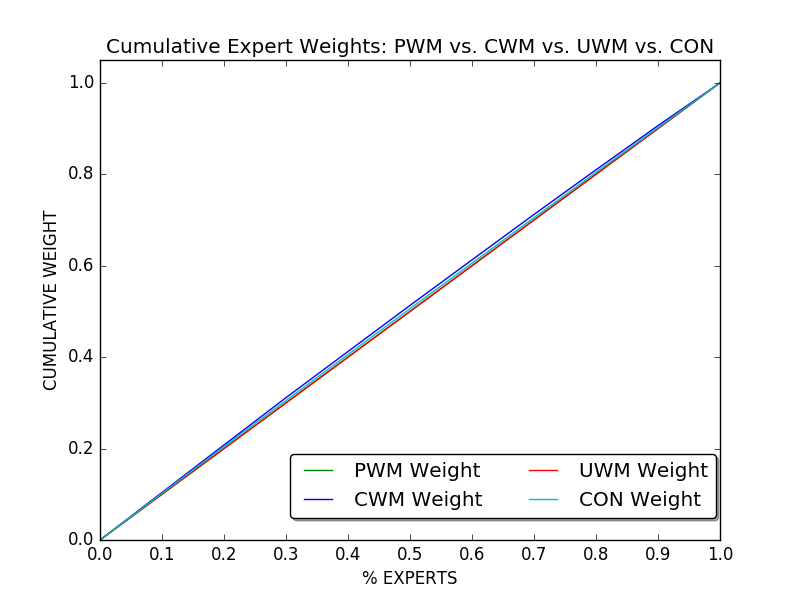 Cumulative Expert Weights: PWM vs. CWM vs. UWM vs. CON
1.0
0.8
0.6
0.4
0.2
0.0
CUMULATIVE WEIGHT
PWM Weight
UWM Weight
CWM Weight
CON Weight
0.0 0.1 0.2 0.3 0.4 0.5 0.6 0.7 0.8 0.9 1.0
% EXPERTS